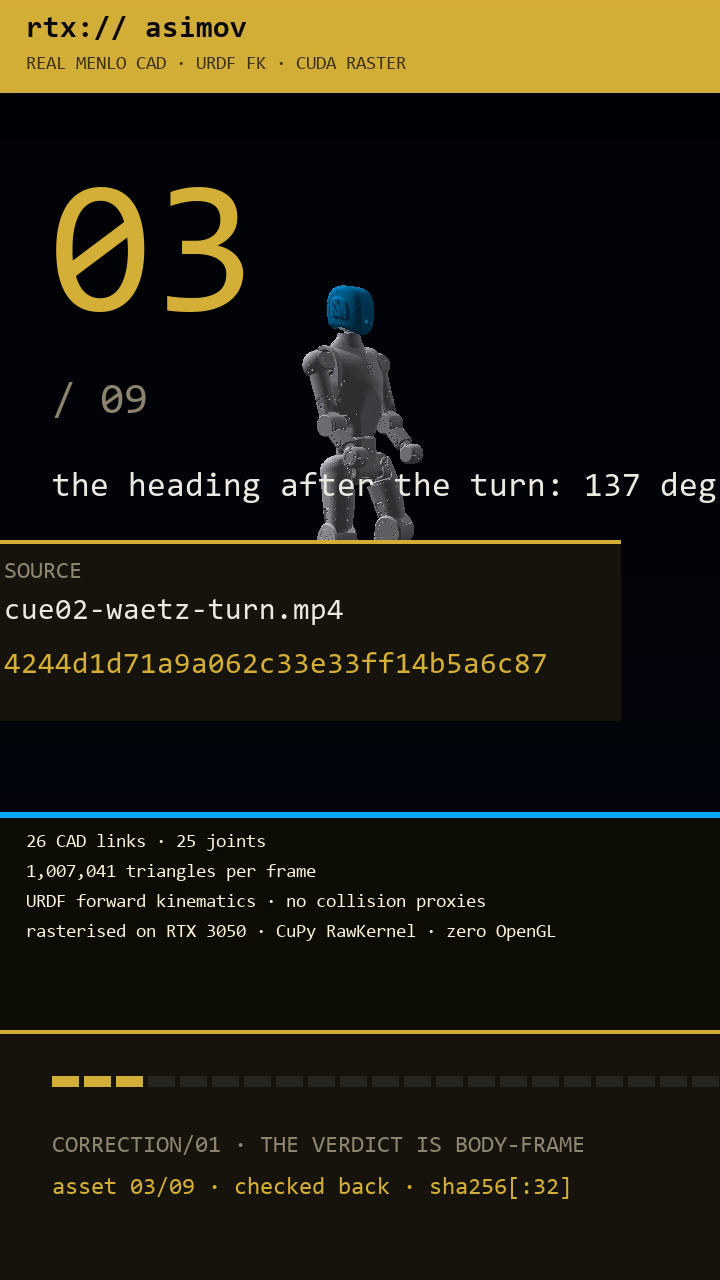 rtx:// asimov
REAL MENLO CAD · URDF FK · CUDA RASTER
03
/ 09
the heading after the turn: 137 deg
SOURCE
cue02-waetz-turn.mp4
4244d1d71a9a062c33e33ff14b5a6c87
26 CAD links · 25 joints
1,007,041 triangles per frame
URDF forward kinematics · no collision proxies
rasterised on RTX 3050 · CuPy RawKernel · zero OpenGL
CORRECTION/01 · THE VERDICT IS BODY-FRAME
asset 03/09 · checked back · sha256[:32]